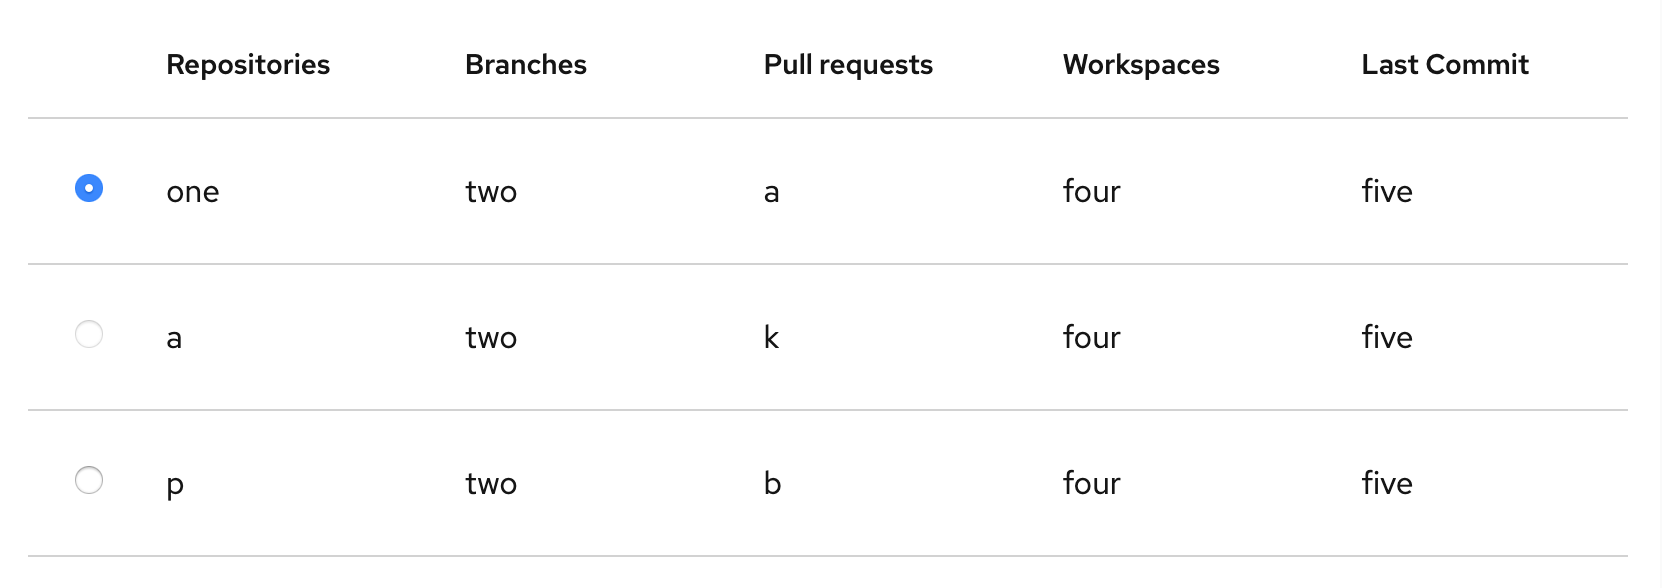 Repositories Branches Pull requests Workspaces Last Commit
one two a four five
a two k four five
p two b four five